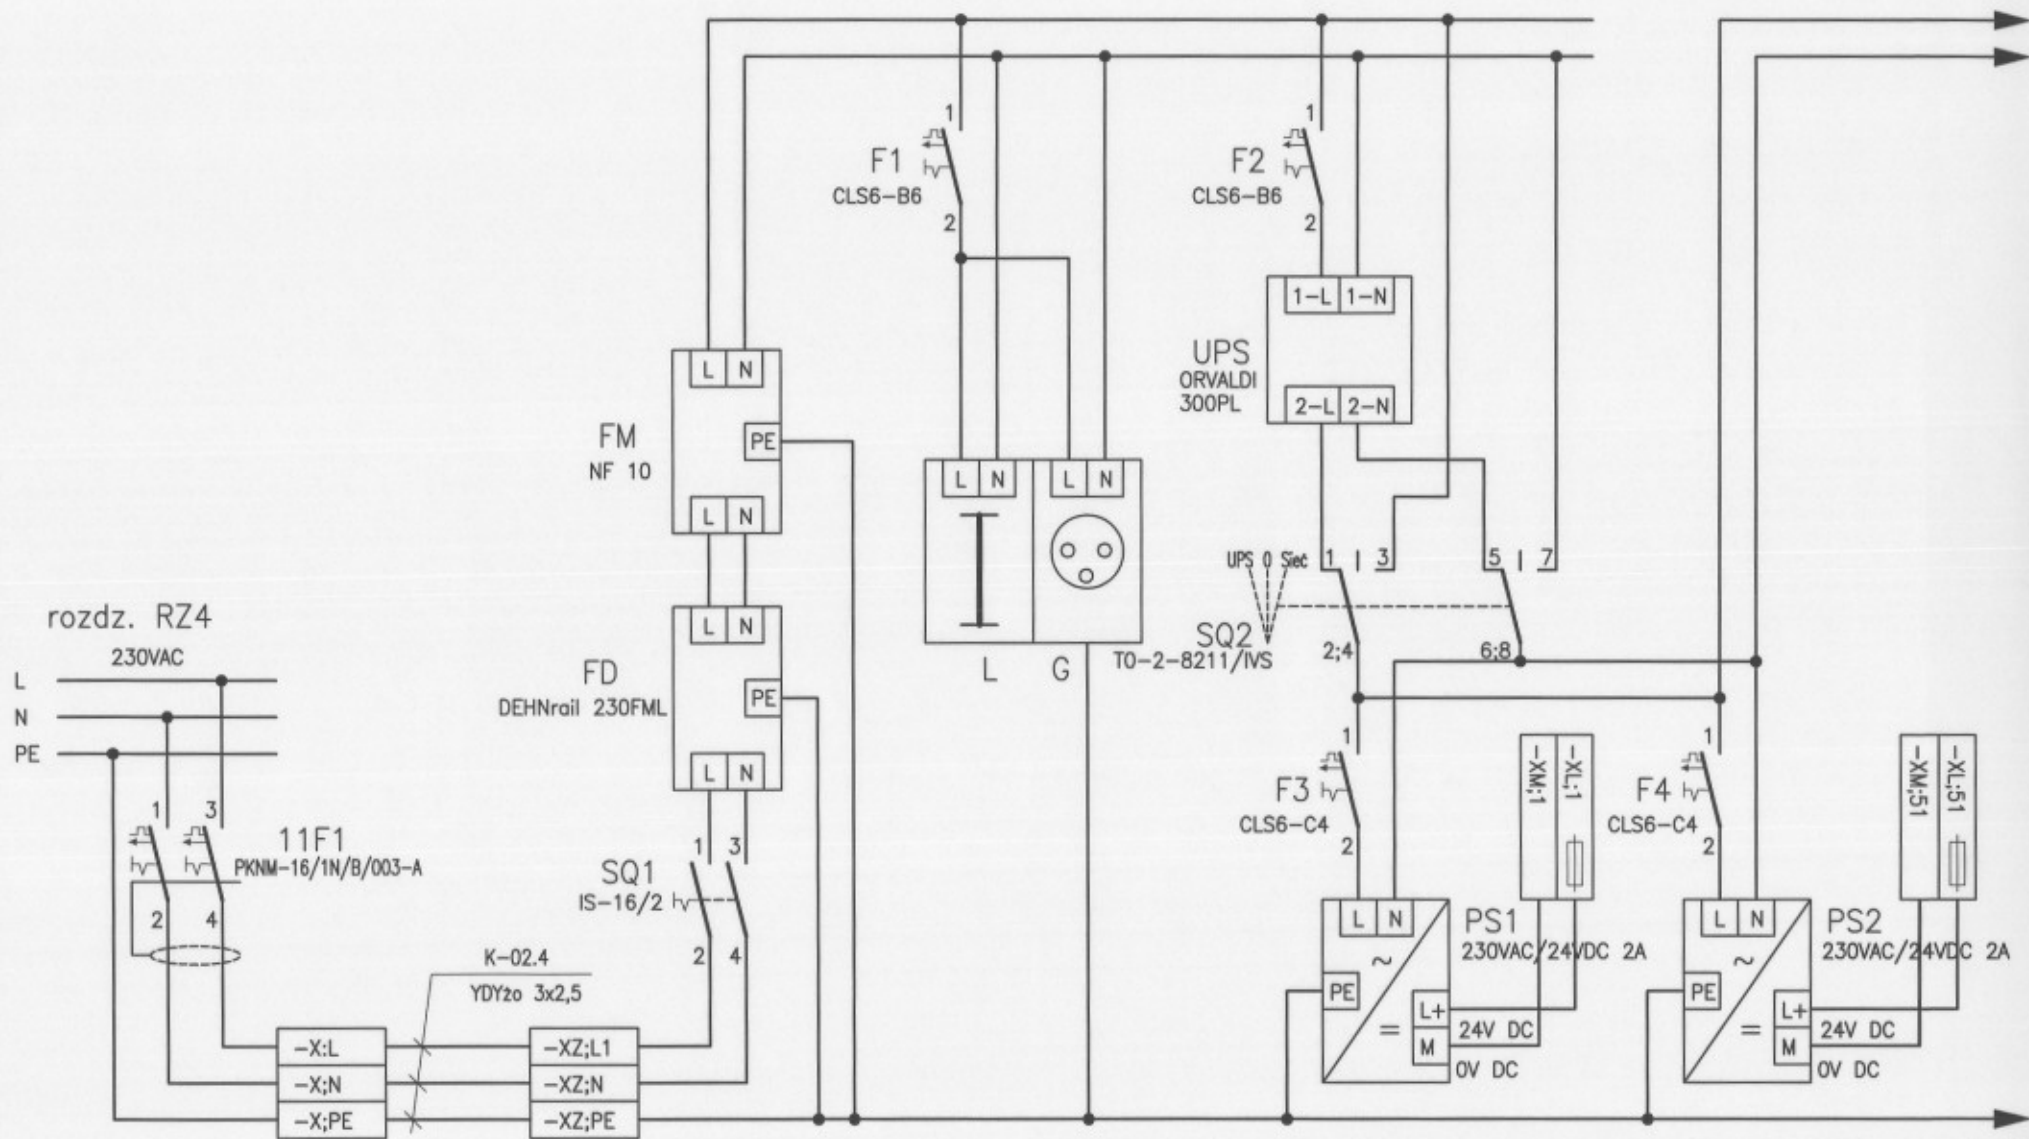 1
F1
CLS6-B6
2
1
F2
CLS6-B6
2
1-L 1-N
UPS
ORVALDI
300PL
2-L 2-N
L N
FM
NF 10
PE
L N
L N L N
L G
UPS 0 Sieć
1 3
5 7
SQ2
TO-2-8211/IVS
2;4
6;8
rozdz. RZ4
230VAC
L
N
PE
L N
FD
DEHNrail 230FML
PE
L N
1 3
11F1
PKNM-16/1N/B/003-A
2 4
1 3
SQ1
IS-16/2
2 4
K-02.4
YDYżo 3x2,5
-X:L
-X;N
-X;PE
-XZ;L1
-XZ;N
-XZ;PE
1
F3
CLS6-C4
2
-XM;1
-XL;1
L N
PS1
230VAC/24VDC 2A
~
PE
=
L+
24V DC
M
0V DC
1
F4
CLS6-C4
2
-XM;51
-XL;51
L N
PS2
230VAC/24VDC 2A
~
PE
=
L+
24V DC
M
0V DC